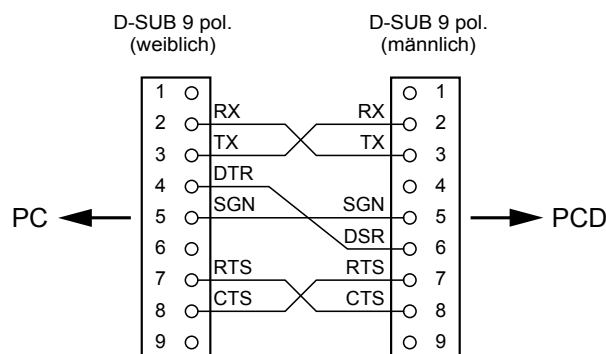 D-SUB 9 pol. D-SUB 9 pol.
(weiblich) (männlich)
1 1
2 RX RX 2
3 TX TX 3
4 DTR 4
PC 5 SGN SGN 5 PCD
6 DSR 6
7 RTS RTS 7
8 CTS CTS 8
9 9